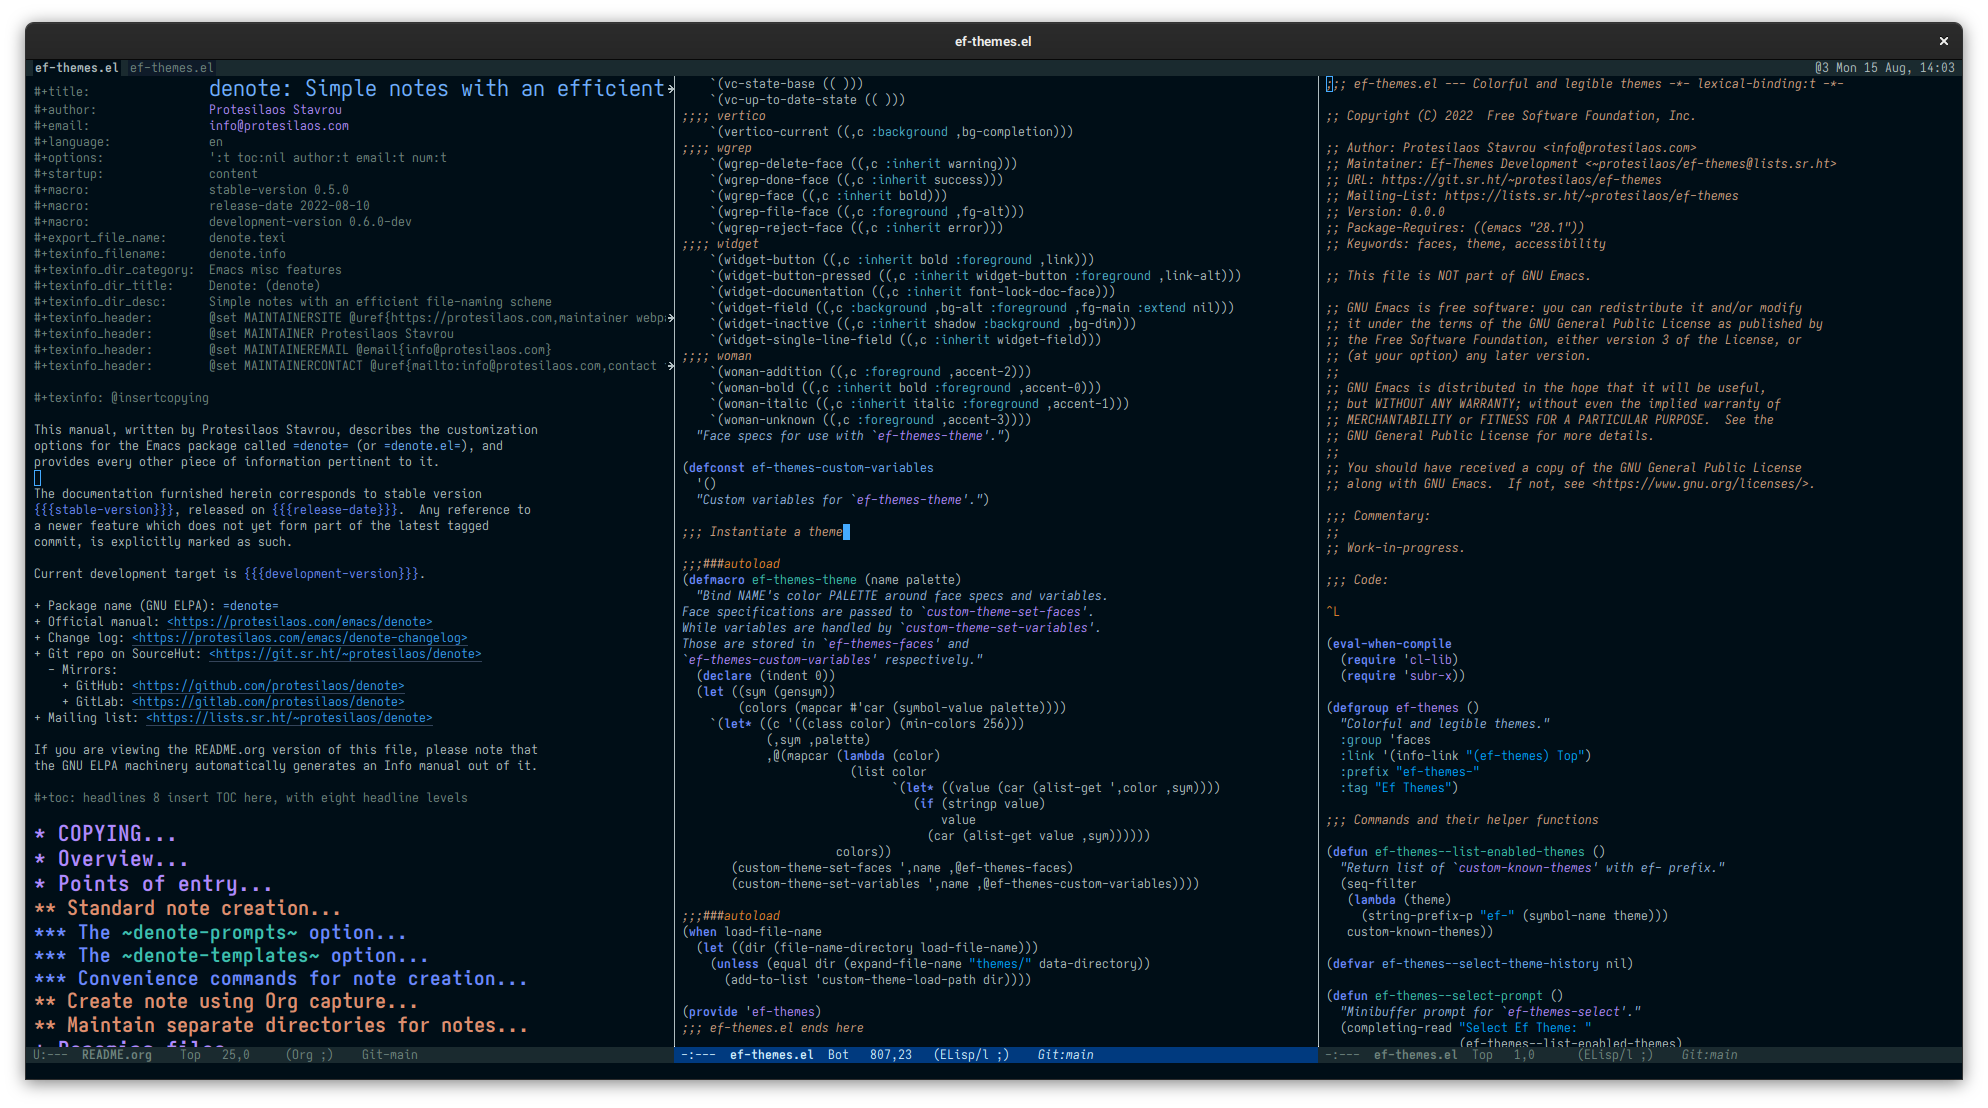 ef-themes.el
×
ef-themes.el ef-themes.el
@3 Mon 15 Aug, 14:03
#+title: denote: Simple notes with an efficient
#+author: Protesilaos Stavrou
#+email: info@protesilaos.com
#+language: en
#+options: ':t toc:nil author:t email:t num:t
#+startup: content
#+macro: stable-version 0.5.0
#+macro: release-date 2022-08-10
#+macro: development-version 0.6.0-dev
#+export_file_name: denote.texi
#+texinfo_filename: denote.info
#+texinfo_dir_category: Emacs misc features
#+texinfo_dir_title: Denote: (denote)
#+texinfo_dir_desc: Simple notes with an efficient file-naming scheme
#+texinfo_header: @set MAINTAINERSITE @uref{https://protesilaos.com,maintainer webp
#+texinfo_header: @set MAINTAINER Protesilaos Stavrou
#+texinfo_header: @set MAINTAINEREMAIL @email{info@protesilaos.com}
#+texinfo_header: @set MAINTAINERCONTACT @uref{mailto:info@protesilaos.com,contact
#+texinfo: @insertcopying
This manual, written by Protesilaos Stavrou, describes the customization
options for the Emacs package called =denote= (or =denote.el=), and
provides every other piece of information pertinent to it.
The documentation furnished herein corresponds to stable version
{{{stable-version}}}, released on {{{release-date}}}.  Any reference to
a newer feature which does not yet form part of the latest tagged
commit, is explicitly marked as such.
Current development target is {{{development-version}}}.
+ Package name (GNU ELPA): =denote=
+ Official manual: <https://protesilaos.com/emacs/denote>
+ Change log: <https://protesilaos.com/emacs/denote-changelog>
+ Git repo on SourceHut: <https://git.sr.ht/~protesilaos/denote>
  - Mirrors:
    + GitHub: <https://github.com/protesilaos/denote>
    + GitLab: <https://gitlab.com/protesilaos/denote>
+ Mailing list: <https://lists.sr.ht/~protesilaos/denote>
If you are viewing the README.org version of this file, please note that
the GNU ELPA machinery automatically generates an Info manual out of it.
#+toc: headlines 8 insert TOC here, with eight headline levels
* COPYING...
* Overview...
* Points of entry...
** Standard note creation...
*** The ~denote-prompts~ option...
*** The ~denote-templates~ option...
*** Convenience commands for note creation...
** Create note using Org capture...
** Maintain separate directories for notes...
* Renaming files
U:--- README.org Top 25,0 (Org ;) Git-main
`(vc-state-base (( )))
`(vc-up-to-date-state (( )))
;;;; vertico
`(vertico-current ((,c :background ,bg-completion)))
;;;; wgrep
`(wgrep-delete-face ((,c :inherit warning)))
`(wgrep-done-face ((,c :inherit success)))
`(wgrep-face ((,c :inherit bold)))
`(wgrep-file-face ((,c :foreground ,fg-alt)))
`(wgrep-reject-face ((,c :inherit error)))
;;;; widget
`(widget-button ((,c :inherit bold :foreground ,link)))
`(widget-button-pressed ((,c :inherit widget-button :foreground ,link-alt)))
`(widget-documentation ((,c :inherit font-lock-doc-face)))
`(widget-field ((,c :background ,bg-alt :foreground ,fg-main :extend nil)))
`(widget-inactive ((,c :inherit shadow :background ,bg-dim)))
`(widget-single-line-field ((,c :inherit widget-field)))
;;;; woman
`(woman-addition ((,c :foreground ,accent-2)))
`(woman-bold ((,c :inherit bold :foreground ,accent-0)))
`(woman-italic ((,c :inherit italic :foreground ,accent-1)))
`(woman-unknown ((,c :foreground ,accent-3))))
"Face specs for use with `ef-themes-theme'.")
(defconst ef-themes-custom-variables
'()
"Custom variables for `ef-themes-theme'.")
;;; Instantiate a theme
;;;###autoload
(defmacro ef-themes-theme (name palette)
"Bind NAME's color PALETTE around face specs and variables.
Face specifications are passed to `custom-theme-set-faces'.
While variables are handled by `custom-theme-set-variables'.
Those are stored in `ef-themes-faces' and
`ef-themes-custom-variables' respectively."
(declare (indent 0))
(let ((sym (gensym))
(colors (mapcar #'car (symbol-value palette))))
`(let* ((c '((class color) (min-colors 256)))
(,sym ,palette)
,@(mapcar (lambda (color)
(list color
`(let* ((value (car (alist-get ',color ,sym))))
(if (stringp value)
value
(car (alist-get value ,sym))))))
colors))
(custom-theme-set-faces ',name ,@ef-themes-faces)
(custom-theme-set-variables ',name ,@ef-themes-custom-variables))))
;;;###autoload
(when load-file-name
(let ((dir (file-name-directory load-file-name)))
(unless (equal dir (expand-file-name "themes/" data-directory))
(add-to-list 'custom-theme-load-path dir))))
(provide 'ef-themes)
;;; ef-themes.el ends here
-:--- ef-themes.el Bot 807,23 (ELisp/l ;) Git:main
;;; ef-themes.el --- Colorful and legible themes -*- lexical-binding:t -*-
;; Copyright (C) 2022  Free Software Foundation, Inc.
;; Author: Protesilaos Stavrou <info@protesilaos.com>
;; Maintainer: Ef-Themes Development <~protesilaos/ef-themes@lists.sr.ht>
;; URL: https://git.sr.ht/~protesilaos/ef-themes
;; Mailing-List: https://lists.sr.ht/~protesilaos/ef-themes
;; Version: 0.0.0
;; Package-Requires: ((emacs "28.1"))
;; Keywords: faces, theme, accessibility
;; This file is NOT part of GNU Emacs.
;; GNU Emacs is free software: you can redistribute it and/or modify
;; it under the terms of the GNU General Public License as published by
;; the Free Software Foundation, either version 3 of the License, or
;; (at your option) any later version.
;;
;; GNU Emacs is distributed in the hope that it will be useful,
;; but WITHOUT ANY WARRANTY; without even the implied warranty of
;; MERCHANTABILITY or FITNESS FOR A PARTICULAR PURPOSE.  See the
;; GNU General Public License for more details.
;;
;; You should have received a copy of the GNU General Public License
;; along with GNU Emacs.  If not, see <https://www.gnu.org/licenses/>.
;;; Commentary:
;;
;; Work-in-progress.
;;; Code:
^L
(eval-when-compile
(require 'cl-lib)
(require 'subr-x))
(defgroup ef-themes ()
"Colorful and legible themes."
:group 'faces
:link '(info-link "(ef-themes) Top")
:prefix "ef-themes-"
:tag "Ef Themes")
;;; Commands and their helper functions
(defun ef-themes--list-enabled-themes ()
"Return list of `custom-known-themes' with ef- prefix."
(seq-filter
(lambda (theme)
(string-prefix-p "ef-" (symbol-name theme)))
custom-known-themes))
(defvar ef-themes--select-theme-history nil)
(defun ef-themes--select-prompt ()
"Minibuffer prompt for `ef-themes-select'."
(completing-read "Select Ef Theme: "
(ef-themes--list-enabled-themes)
-:--- ef-themes.el Top 1,0 (ELisp/l ;) Git:main